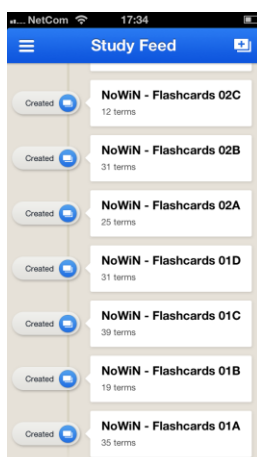 ... NetCom 17:34
Study Feed
Created
NoWiN - Flashcards 02C
12 terms
Created
NoWiN - Flashcards 02B
31 terms
Created
NoWiN - Flashcards 02A
25 terms
Created
NoWiN - Flashcards 01D
31 terms
Created
NoWiN - Flashcards 01C
39 terms
Created
NoWiN - Flashcards 01B
19 terms
Created
NoWiN - Flashcards 01A
35 terms